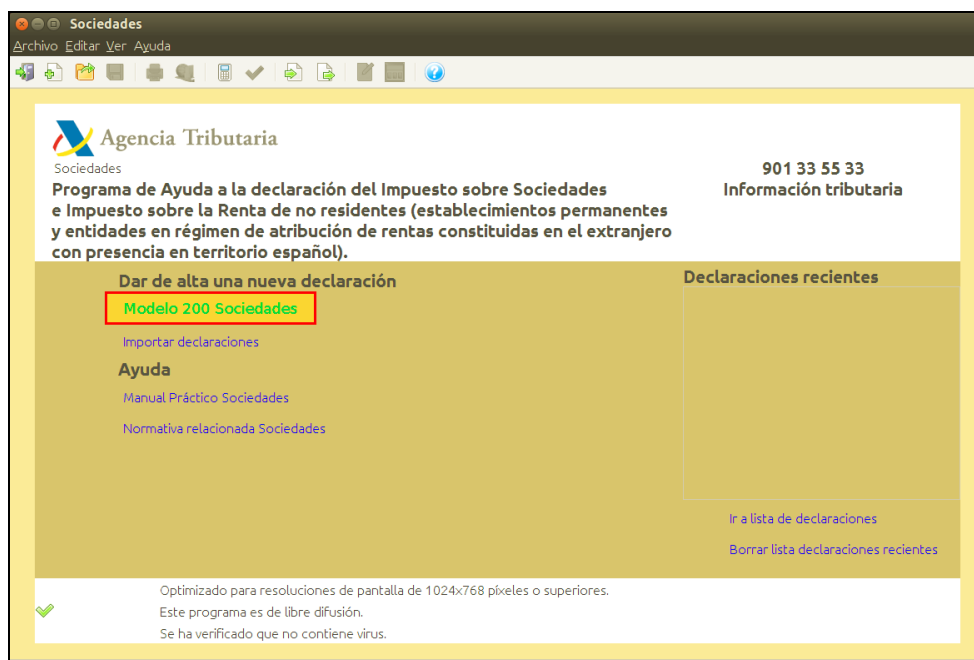 Sociedades
Archivo Editar Ver Ayuda
Agencia Tributaria
Sociedades
Programa de Ayuda a la declaración del Impuesto sobre Sociedades
e Impuesto sobre la Renta de no residentes (establecimientos permanentes
y entidades en régimen de atribución de rentas constituidas en el extranjero
con presencia en territorio español).
901 33 55 33
Información tributaria
Dar de alta una nueva declaración
Modelo 200 Sociedades
Importar declaraciones
Ayuda
Manual Práctico Sociedades
Normativa relacionada Sociedades
Declaraciones recientes
Ir a lista de declaraciones
Borrar lista declaraciones recientes
Optimizado para resoluciones de pantalla de 1024x768 píxeles o superiores.
Este programa es de libre difusión.
Se ha verificado que no contiene virus.